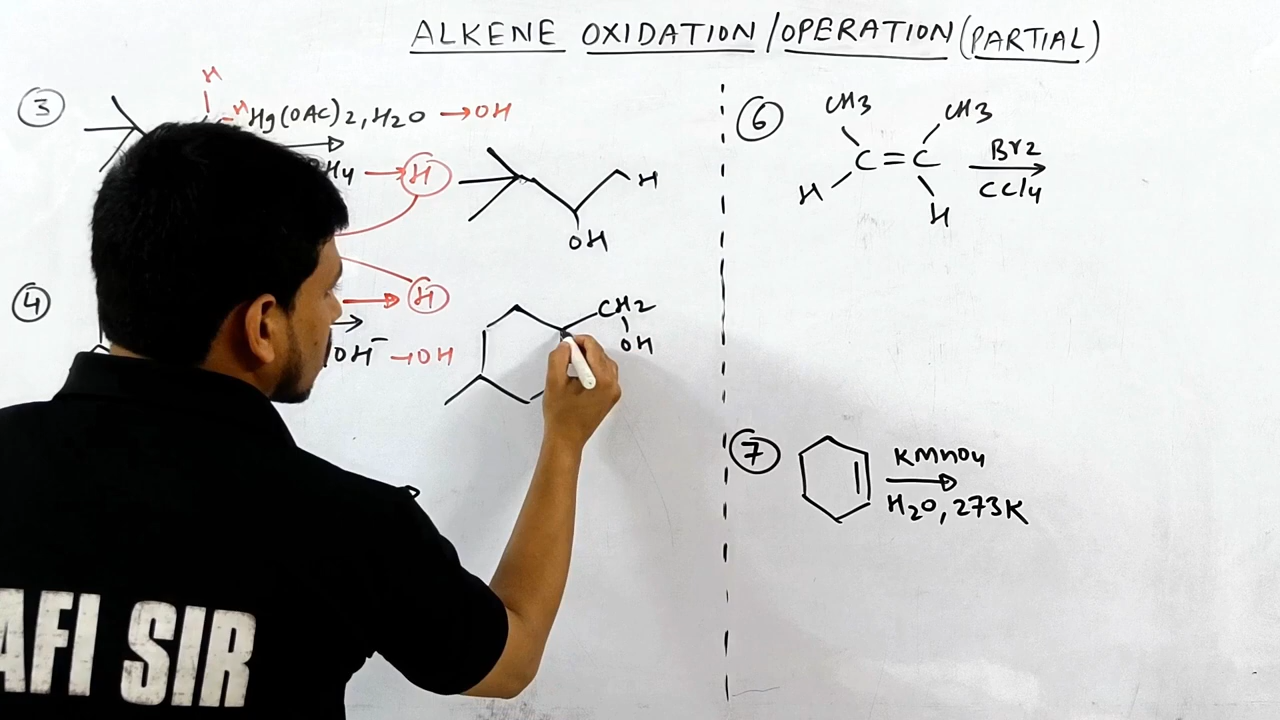 ALKENE OXIDATION/OPERATION(PARTIAL)
3
H
H
Hg(OAC)2, H2O → OH
H4 → H
H
OH
4
→ H
OH⁻ → OH
CH2
OH
6
CH3 CH3
C=C
H H
Br2
CCl4
7
KMnO4
H2O, 273K
AFI SIR